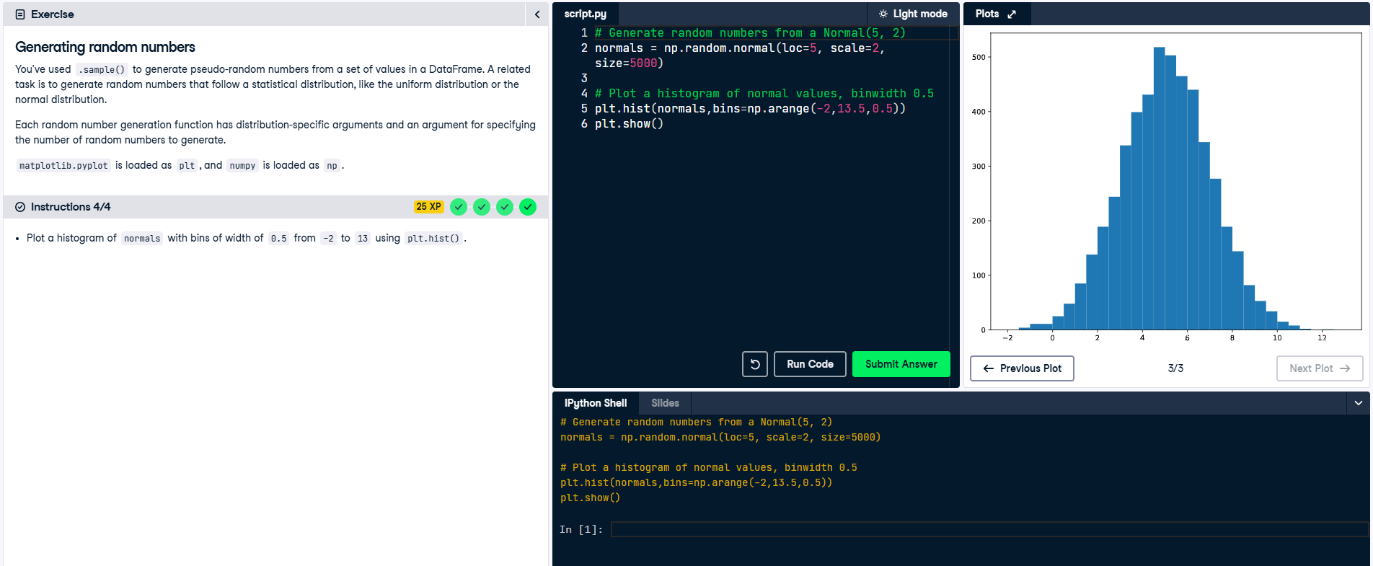 Exercise
Generating random numbers
You've used .sample() to generate pseudo-random numbers from a set of values in a DataFrame. A related
task is to generate random numbers that follow a statistical distribution, like the uniform distribution or the
normal distribution.
Each random number generation function has distribution-specific arguments and an argument for specifying
the number of random numbers to generate.
matplotlib.pyplot is loaded as plt, and numpy is loaded as np.
Instructions 4/4
25 XP
• Plot a histogram of normals with bins of width of 0.5 from -2 to 13 using plt.hist().
script.py
Light mode
1 # Generate random numbers from a Normal(5, 2)
2 normals = np.random.normal(loc=5, scale=2,
size=5000)
3
4 # Plot a histogram of normal values, binwidth 0.5
5 plt.hist(normals,bins=np.arange(-2,13.5,0.5))
6 plt.show()
Run Code
Submit Answer
Plots
500
400
300
200
100
0
−2 0 2 4 6 8 10 12
← Previous Plot
3/3
Next Plot →
IPython Shell
Slides
# Generate random numbers from a Normal(5, 2)
normals = np.random.normal(loc=5, scale=2, size=5000)
# Plot a histogram of normal values, binwidth 0.5
plt.hist(normals,bins=np.arange(-2,13.5,0.5))
plt.show()
In [1]: